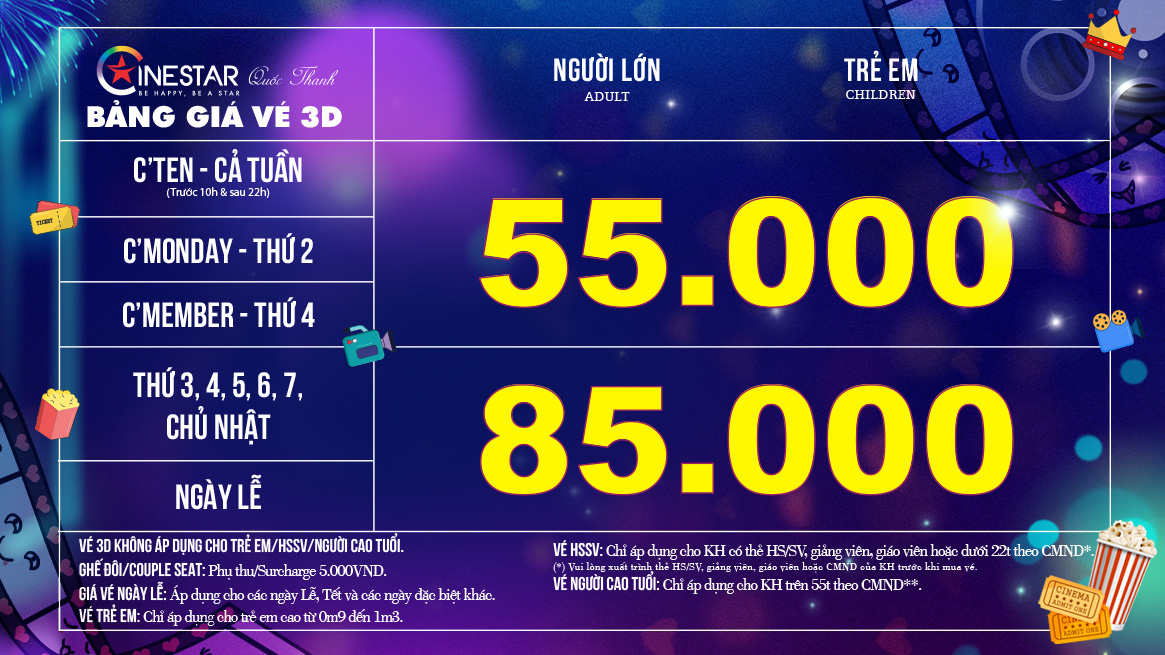 CINESTAR Quốc Thanh
BE HAPPY, BE A STAR
BẢNG GIÁ VÉ 3D
NGƯỜI LỚN
ADULT
TRẺ EM
CHILDREN
C'TEN - CẢ TUẦN
(Trước 10h & sau 22h)
C'MONDAY - THỨ 2
C'MEMBER - THỨ 4
55.000
THỨ 3, 4, 5, 6, 7,
CHỦ NHẬT
NGÀY LỄ
85.000
VÉ 3D KHÔNG ÁP DỤNG CHO TRẺ EM/HSSV/NGƯỜI CAO TUỔI.
GHẾ ĐÔI/COUPLE SEAT: Phụ thu/Surcharge 5.000VND.
GIÁ VÉ NGÀY LỄ: Áp dụng cho các ngày Lễ, Tết và các ngày đặc biệt khác.
VÉ TRẺ EM: Chỉ áp dụng cho trẻ em cao từ 0m9 đến 1m3.
VÉ HSSV: Chỉ áp dụng cho KH có thẻ HS/SV, giảng viên, giáo viên hoặc dưới 22t theo CMND*.
(*) Vui lòng xuất trình thẻ HS/SV, giảng viên, giáo viên hoặc CMND của KH trước khi mua vé.
VÉ NGƯỜI CAO TUỔI: Chỉ áp dụng cho KH trên 55t theo CMND**.
TICKET
CINEMA
ADMIT ONE
ADMIT ONE